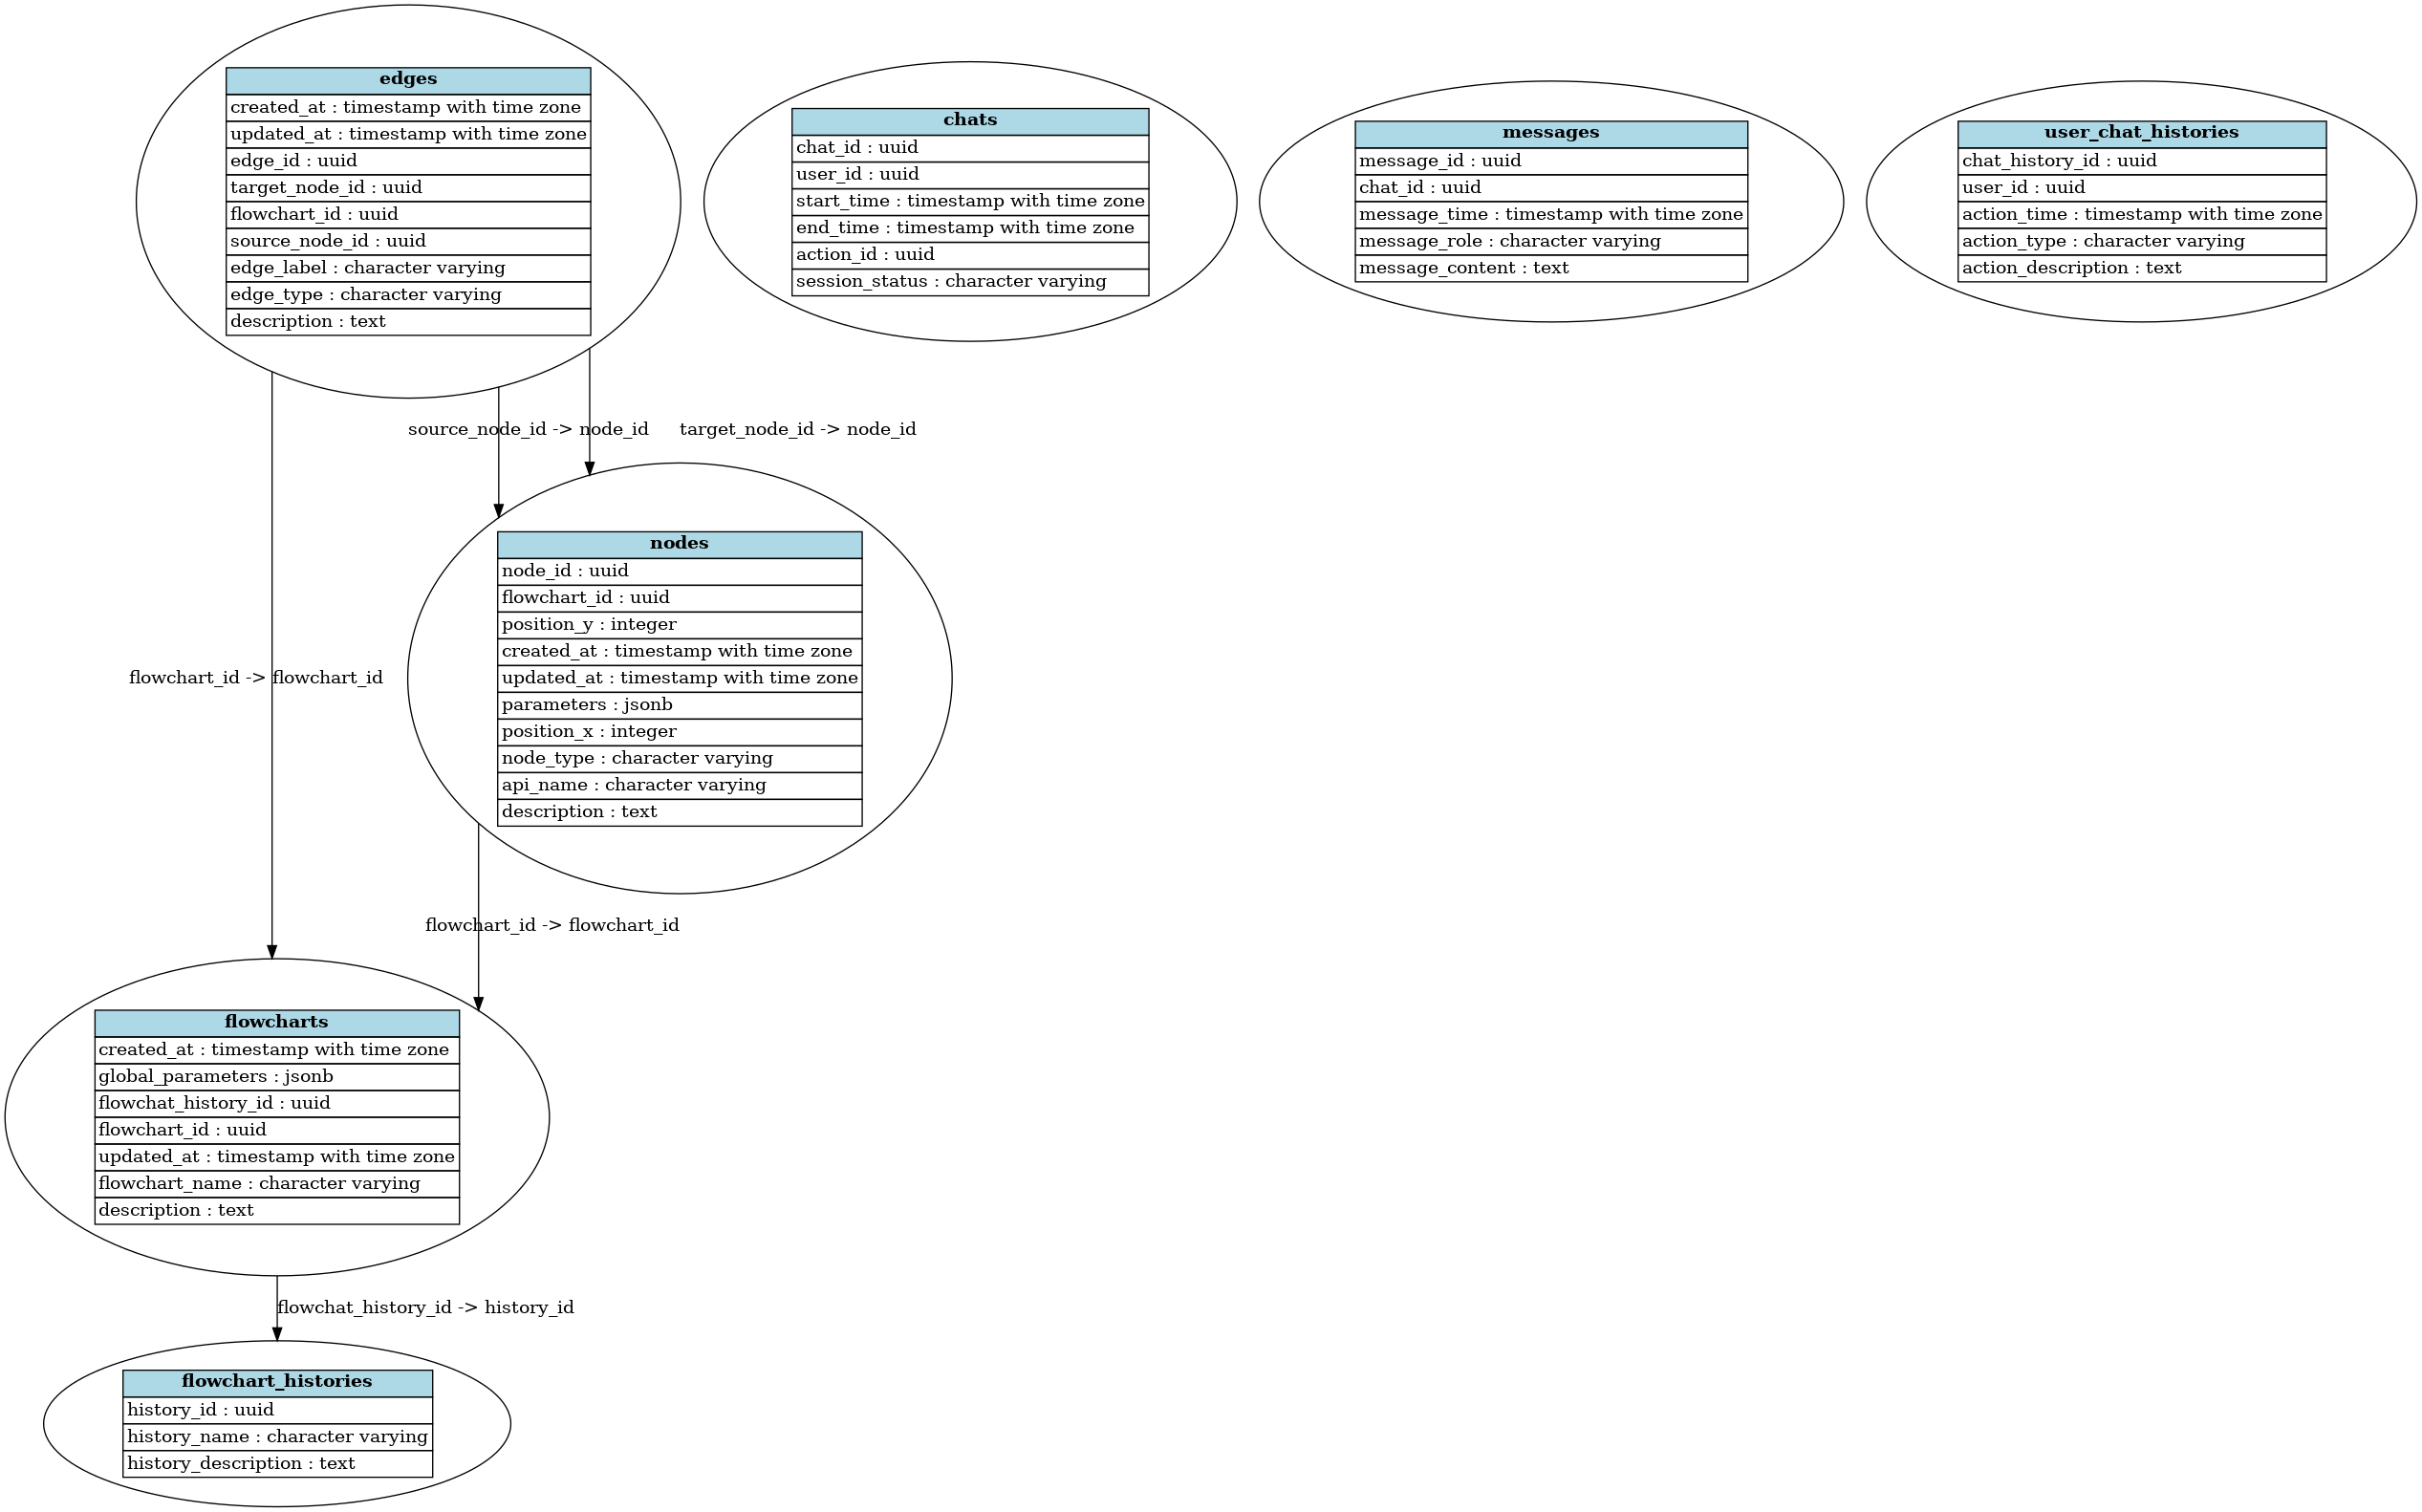 edges
created_at : timestamp with time zone
updated_at : timestamp with time zone
edge_id : uuid
target_node_id : uuid
flowchart_id : uuid
source_node_id : uuid
edge_label : character varying
edge_type : character varying
description : text
chats
chat_id : uuid
user_id : uuid
start_time : timestamp with time zone
end_time : timestamp with time zone
action_id : uuid
session_status : character varying
messages
message_id : uuid
chat_id : uuid
message_time : timestamp with time zone
message_role : character varying
message_content : text
user_chat_histories
chat_history_id : uuid
user_id : uuid
action_time : timestamp with time zone
action_type : character varying
action_description : text
source_node_id -> node_id
target_node_id -> node_id
nodes
node_id : uuid
flowchart_id : uuid
position_y : integer
created_at : timestamp with time zone
updated_at : timestamp with time zone
parameters : jsonb
position_x : integer
node_type : character varying
api_name : character varying
description : text
flowchart_id -> flowchart_id
flowchart_id -> flowchart_id
flowcharts
created_at : timestamp with time zone
global_parameters : jsonb
flowchat_history_id : uuid
flowchart_id : uuid
updated_at : timestamp with time zone
flowchart_name : character varying
description : text
flowchat_history_id -> history_id
flowchart_histories
history_id : uuid
history_name : character varying
history_description : text